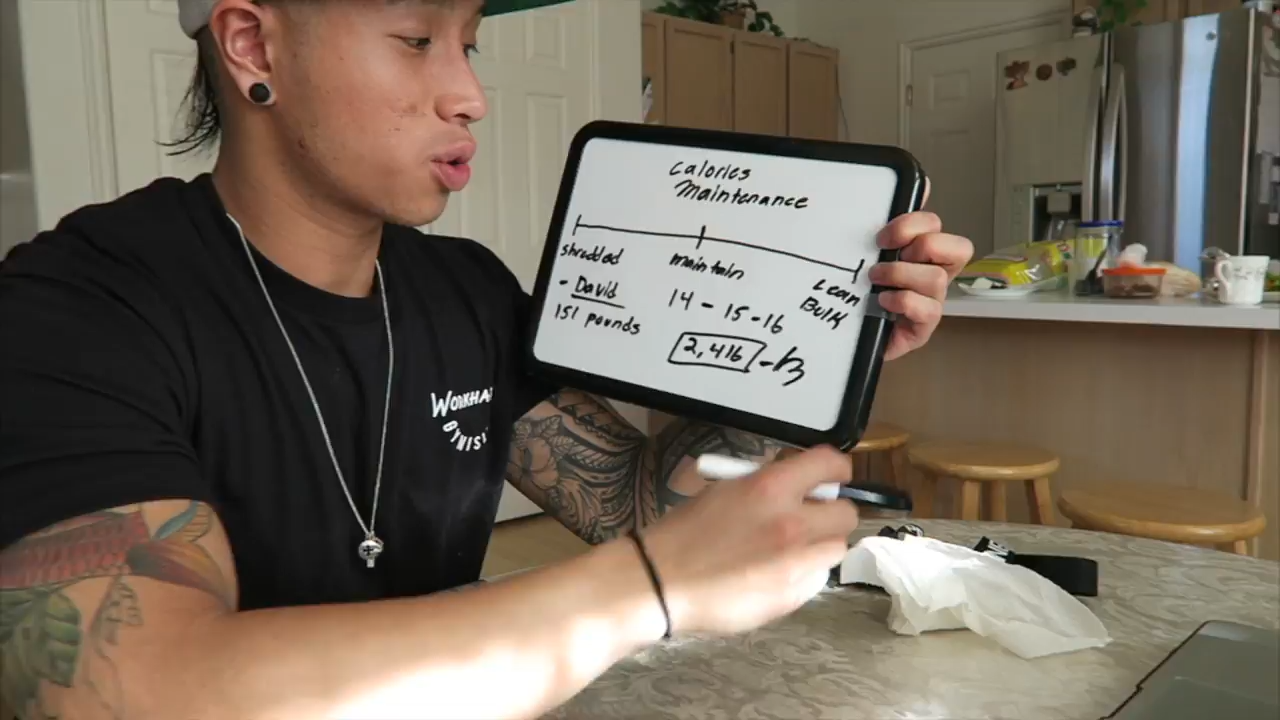 Calories
Maintenance
shredded
maintain
Lean
Bulk
- David
151 pounds
14 - 15 - 16
2,416 -